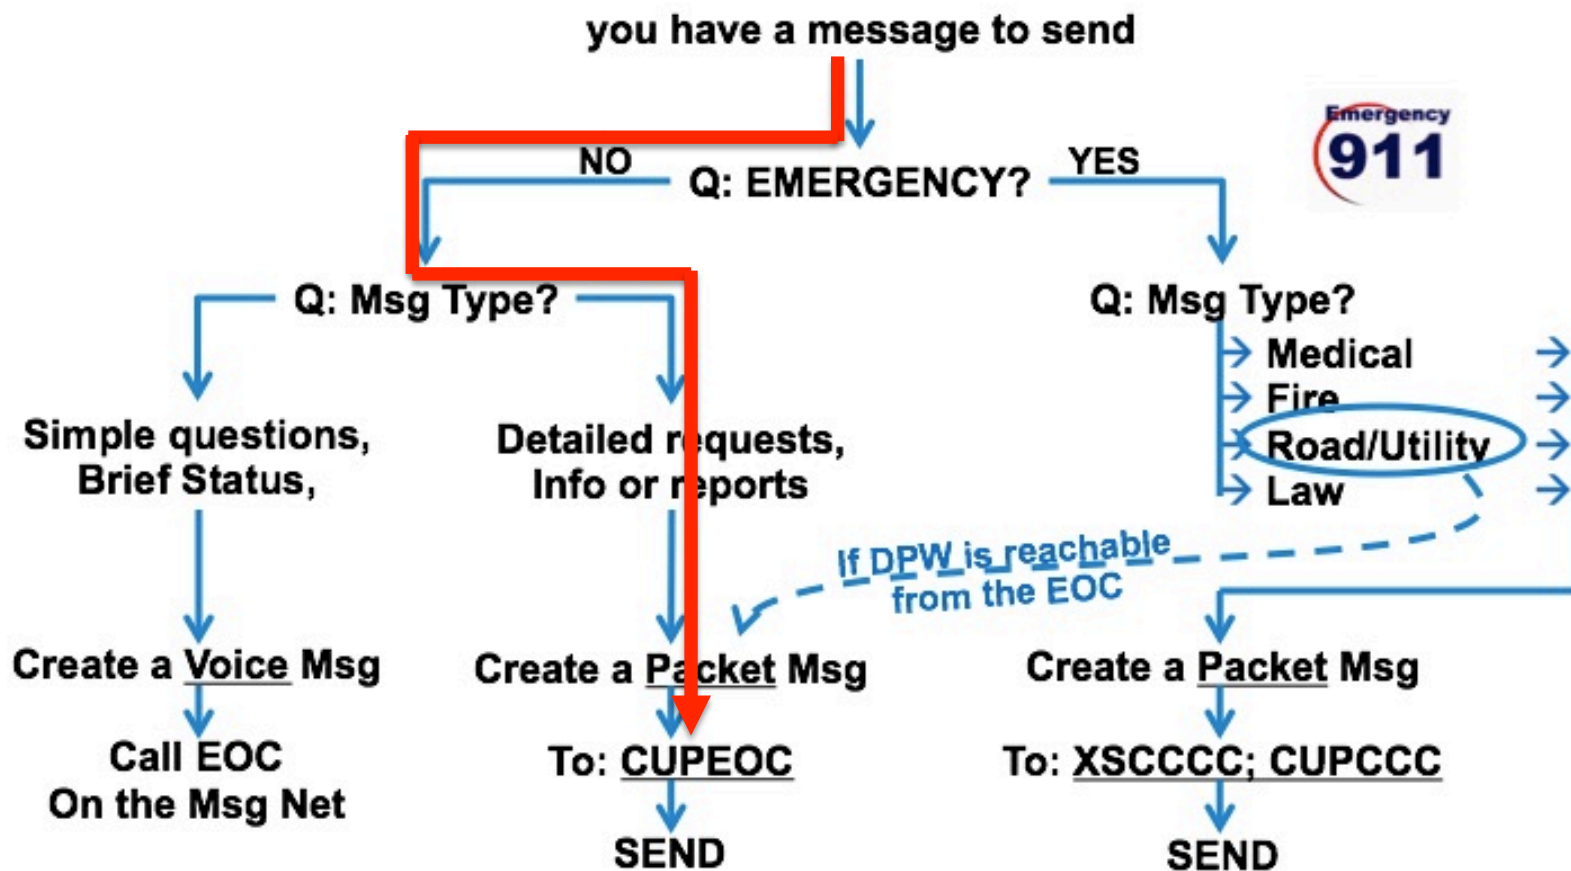 you have a message to send
Emergency
911
NO
Q: EMERGENCY?
YES
Q: Msg Type?
Simple questions,
Brief Status,
Detailed requests,
Info or reports
Q: Msg Type?
Medical
Fire
Road/Utility
Law
If DPW is reachable
from the EOC
Create a Voice Msg
Call EOC
On the Msg Net
Create a Packet Msg
To: CUPEOC
SEND
Create a Packet Msg
To: XSCCCC; CUPCCC
SEND